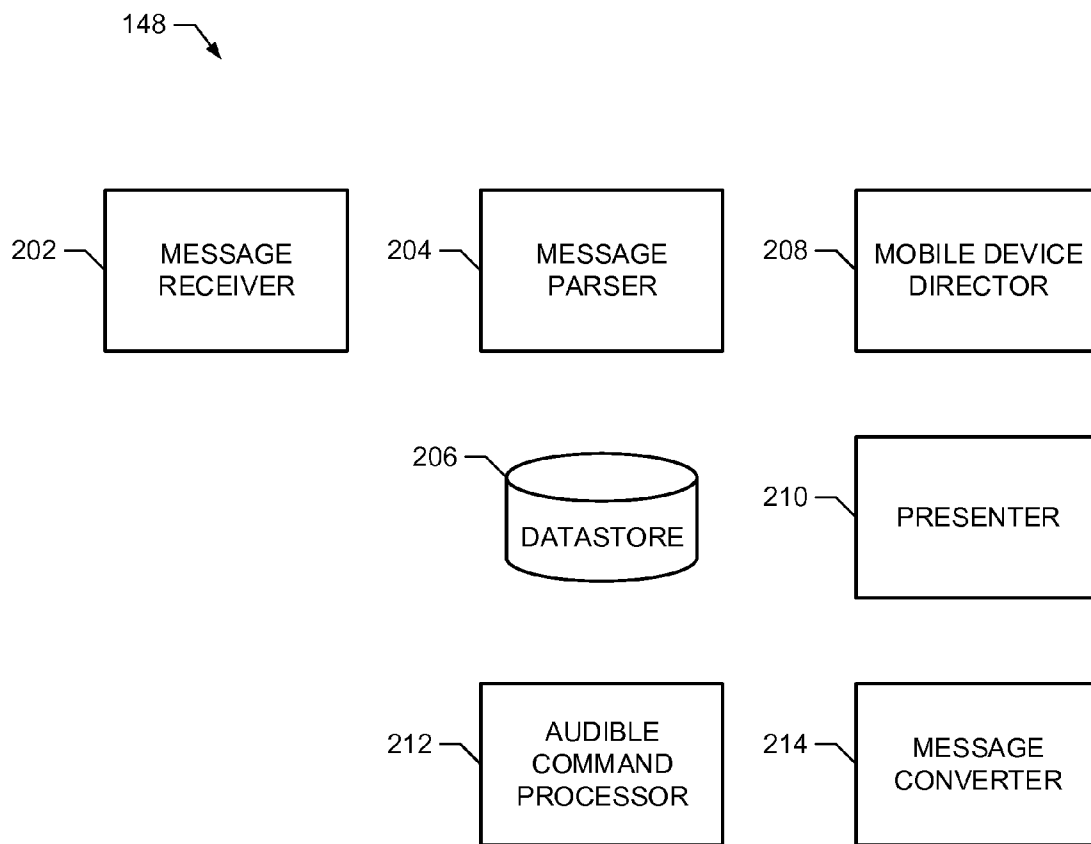 148
202
MESSAGE
RECEIVER
204
MESSAGE
PARSER
208
MOBILE DEVICE
DIRECTOR
206
DATASTORE
210
PRESENTER
212
AUDIBLE
COMMAND
PROCESSOR
214
MESSAGE
CONVERTER